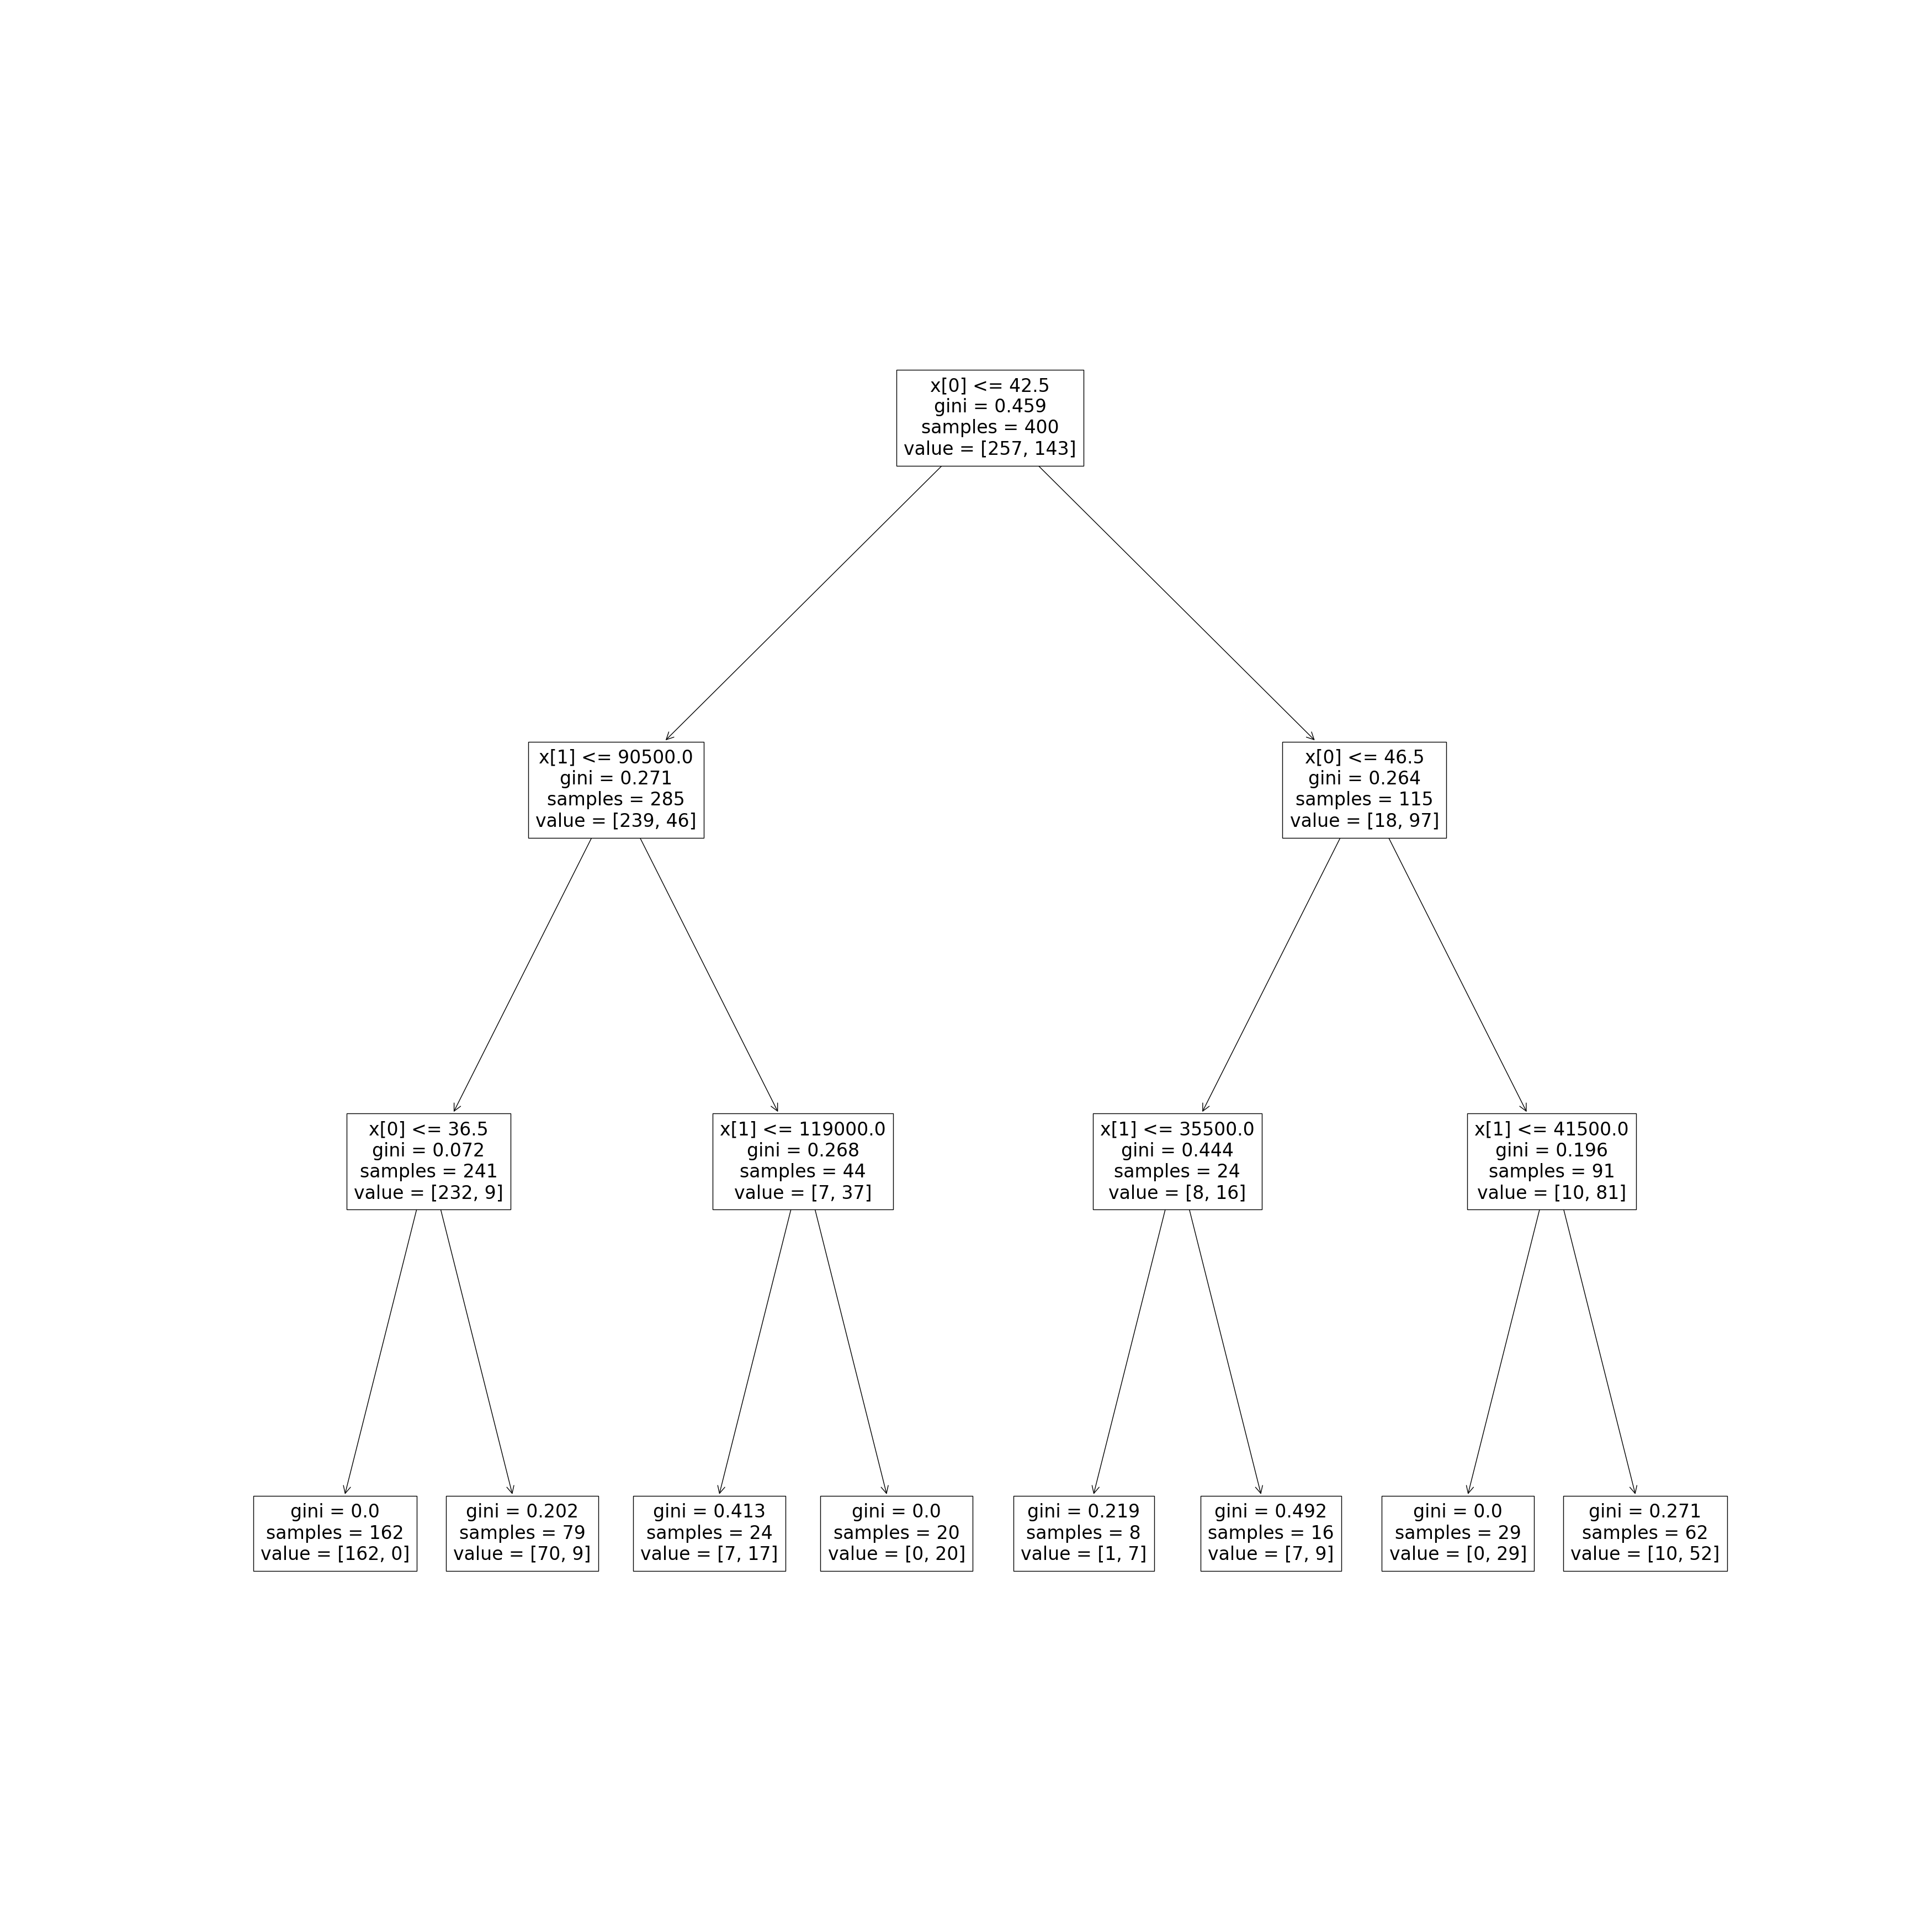 x[0] <= 42.5
gini = 0.459
samples = 400
value = [257, 143]
x[1] <= 90500.0
gini = 0.271
samples = 285
value = [239, 46]
x[0] <= 46.5
gini = 0.264
samples = 115
value = [18, 97]
x[0] <= 36.5
gini = 0.072
samples = 241
value = [232, 9]
x[1] <= 119000.0
gini = 0.268
samples = 44
value = [7, 37]
x[1] <= 35500.0
gini = 0.444
samples = 24
value = [8, 16]
x[1] <= 41500.0
gini = 0.196
samples = 91
value = [10, 81]
gini = 0.0
samples = 162
value = [162, 0]
gini = 0.202
samples = 79
value = [70, 9]
gini = 0.413
samples = 24
value = [7, 17]
gini = 0.0
samples = 20
value = [0, 20]
gini = 0.219
samples = 8
value = [1, 7]
gini = 0.492
samples = 16
value = [7, 9]
gini = 0.0
samples = 29
value = [0, 29]
gini = 0.271
samples = 62
value = [10, 52]